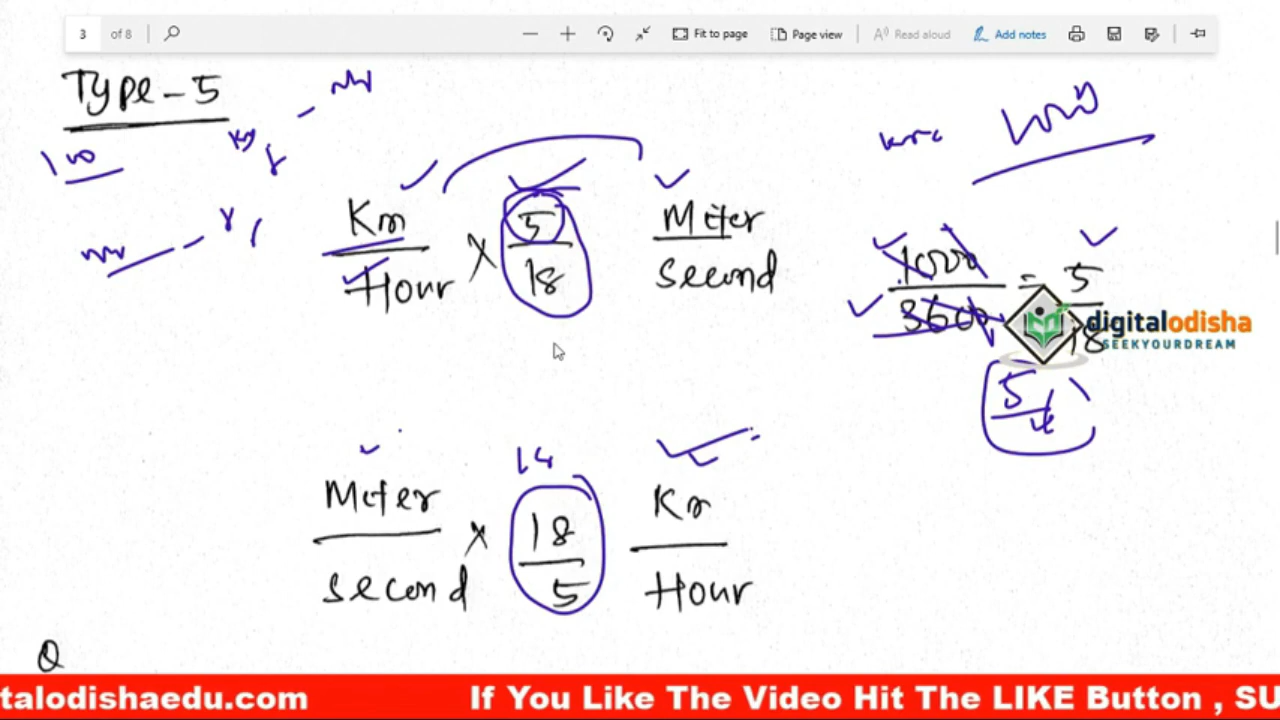 3 of 8 Fit to page Page view Read aloud Add notes
Type-5
Km
Hour
×
5
18
Meter
second
1000
3600
=
5
18
digitalodisha
SEEKYOURDREAM
Meter
second
×
18
5
Km
Hour
Q
talodishaedu.com If You Like The Video Hit The LIKE Button , SU